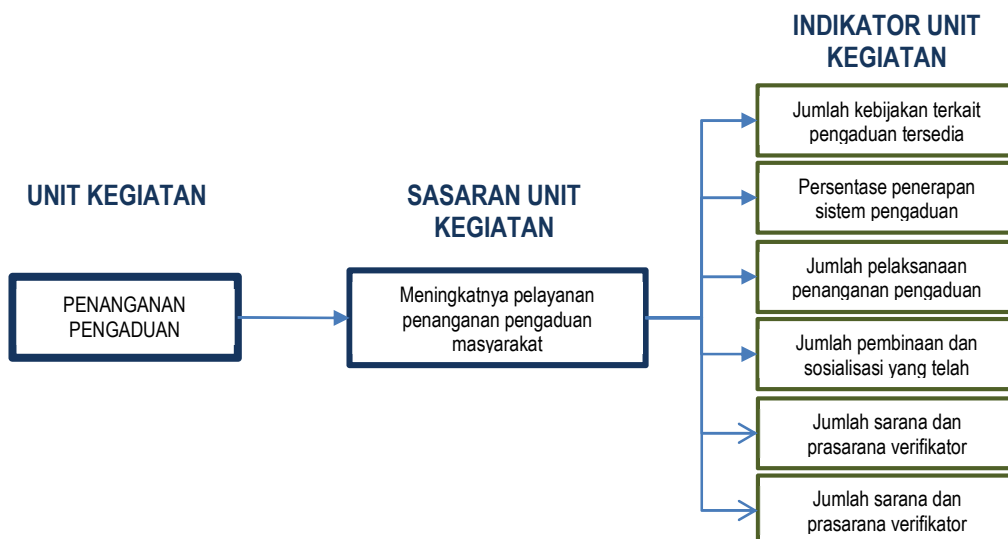 UNIT KEGIATAN
PENANGANAN
PENGADUAN
SASARAN UNIT
KEGIATAN
Meningkatnya pelayanan
penanganan pengaduan
masyarakat
INDIKATOR UNIT
KEGIATAN
Jumlah kebijakan terkait
pengaduan tersedia
Persentase penerapan
sistem pengaduan
Jumlah pelaksanaan
penanganan pengaduan
Jumlah pembinaan dan
sosialisasi yang telah
Jumlah sarana dan
prasarana verifikator
Jumlah sarana dan
prasarana verifikator